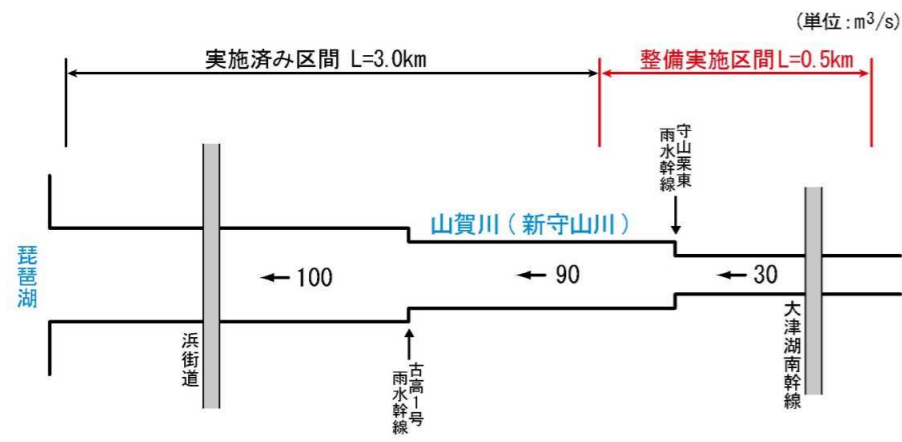 (単位:m³/s)
実施済み区間 L=3.0km
整備実施区間L=0.5km
守山栗東
雨水幹線
山賀川(新守山川)
琵琶湖
←100
←90
←30
浜街道
古高1号
雨水幹線
大津湖南幹線